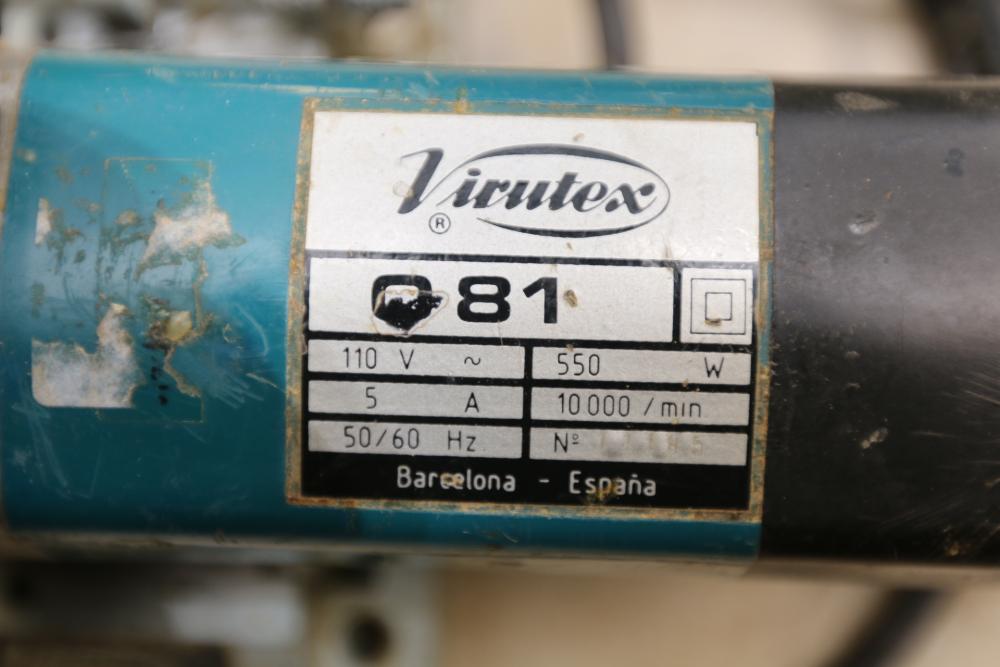 Virutex
®
81
110 V ~ 550 W
5 A 10000 / min
50/60 Hz Nº
Barcelona - España